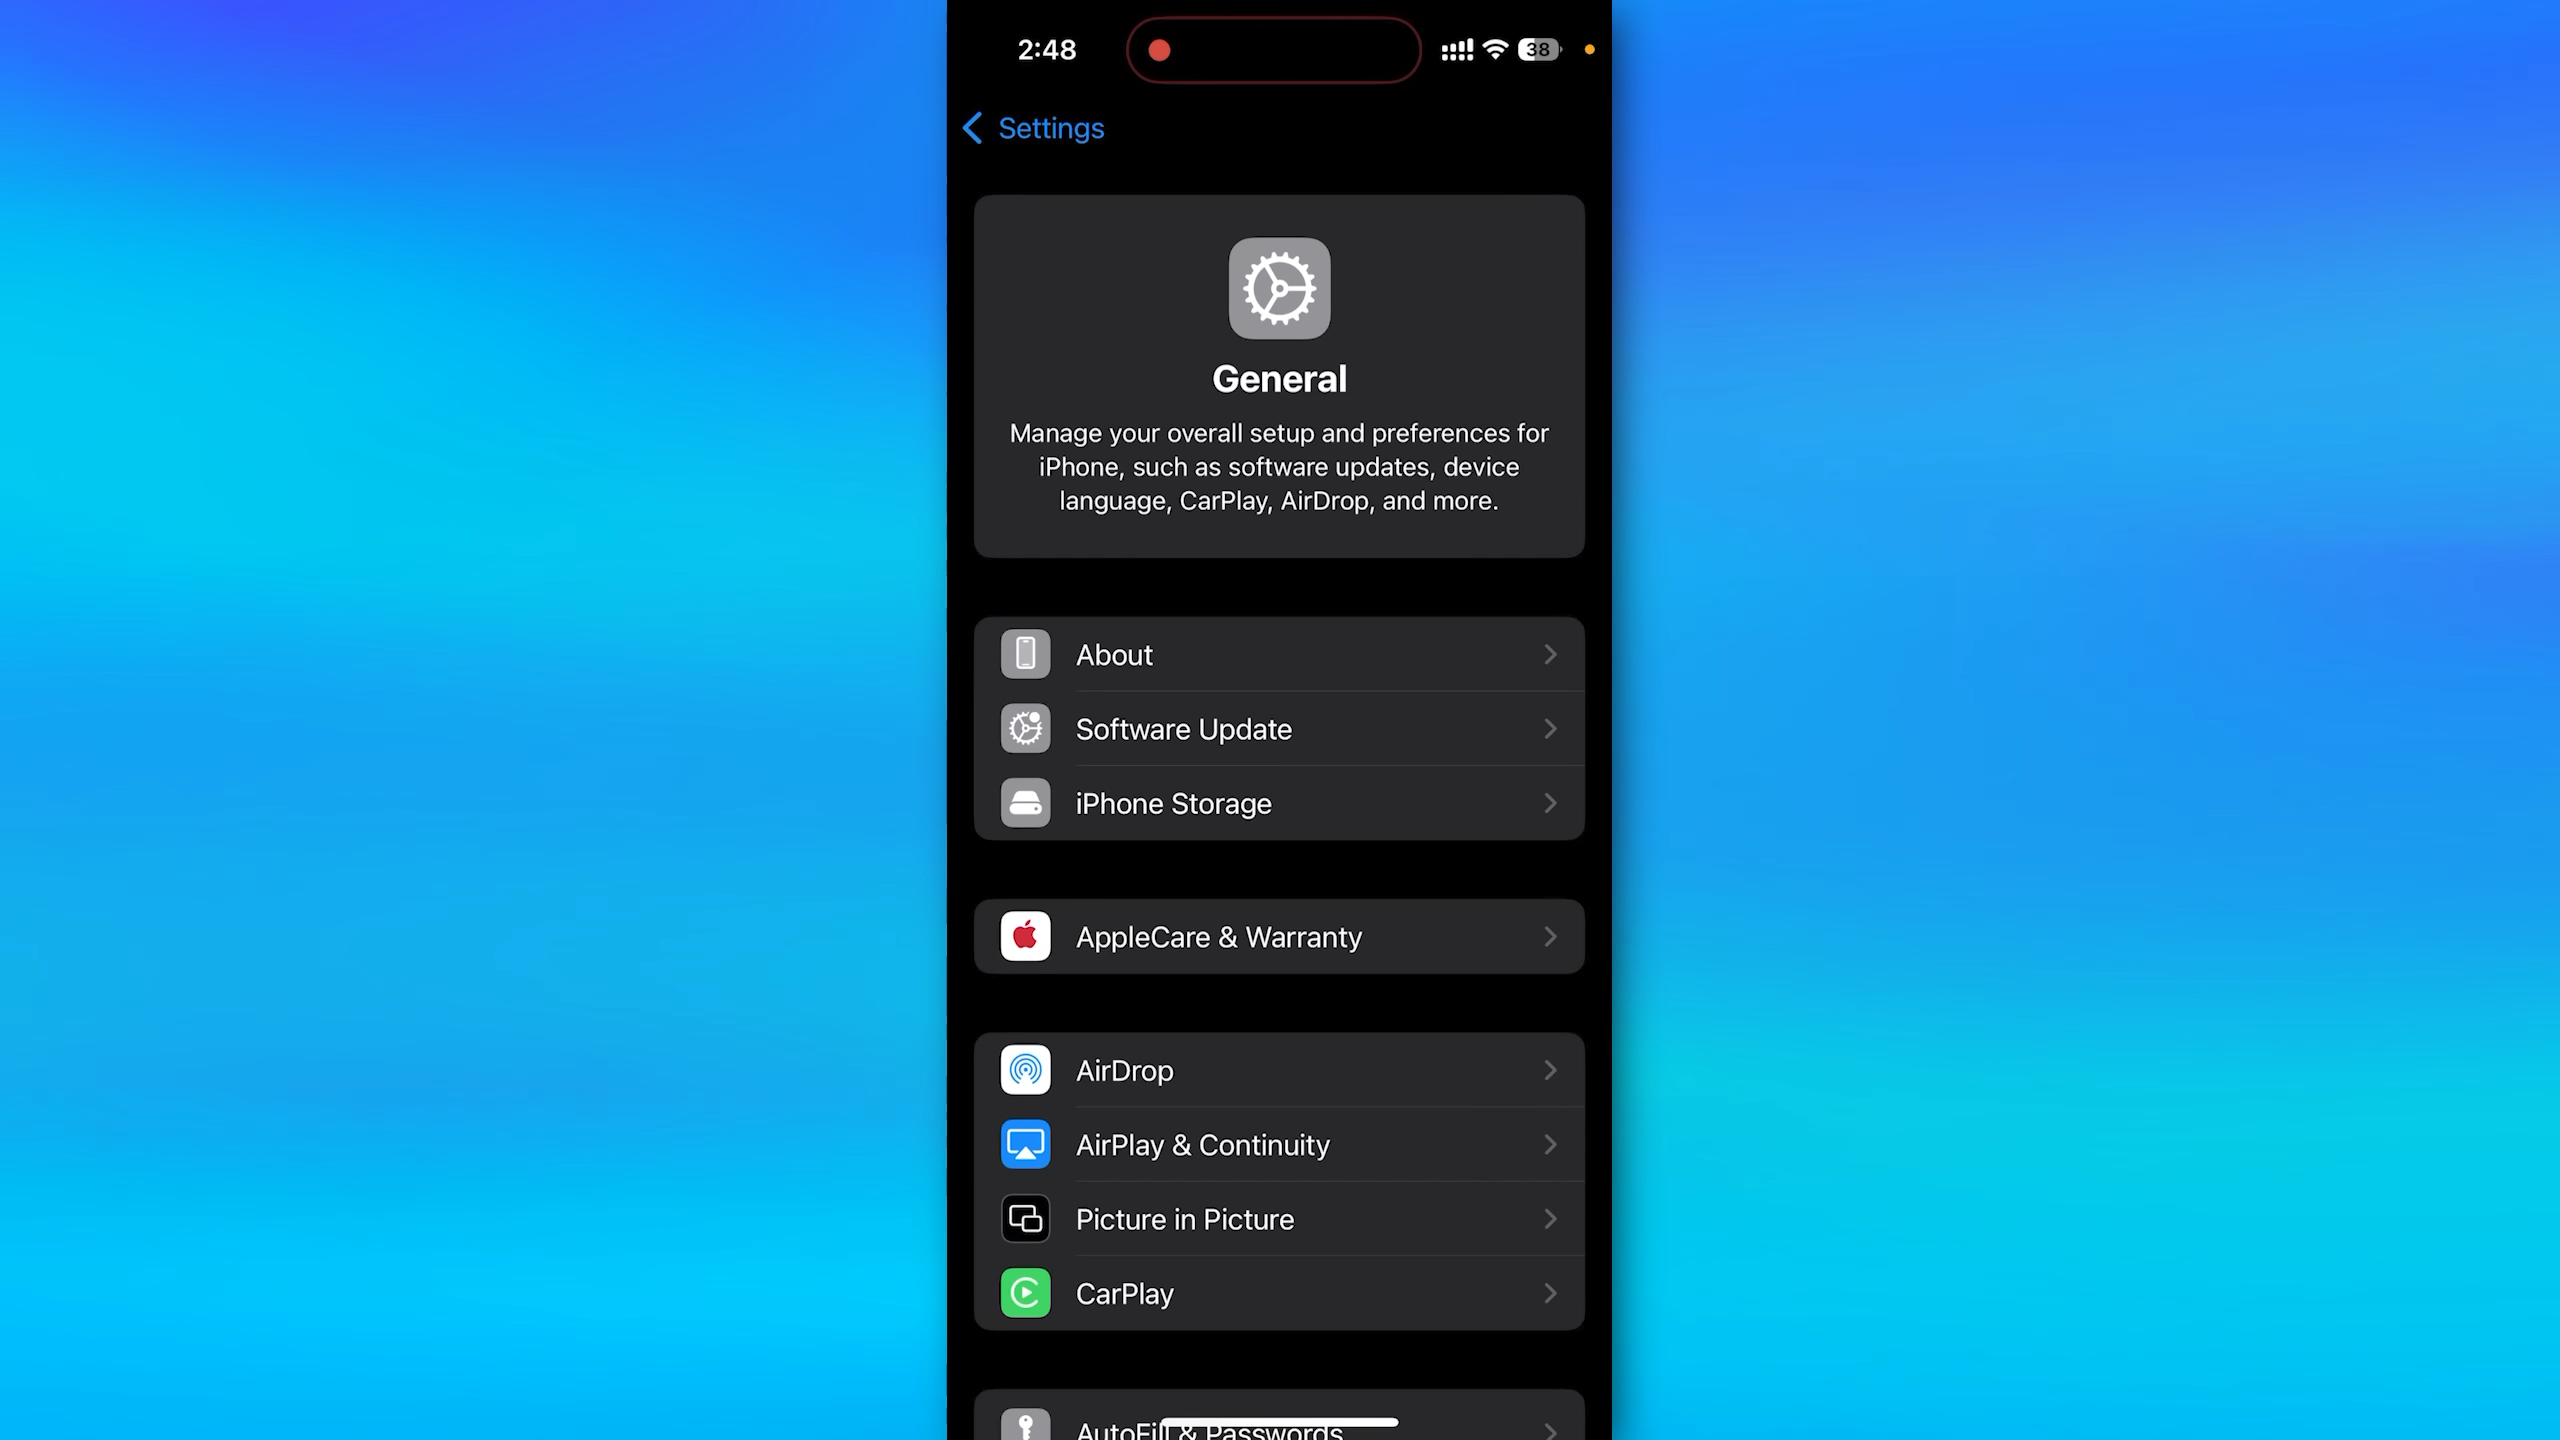 2:48
38
Settings
General
Manage your overall setup and preferences for
iPhone, such as software updates, device
language, CarPlay, AirDrop, and more.
About
Software Update
iPhone Storage
AppleCare & Warranty
AirDrop
AirPlay & Continuity
Picture in Picture
CarPlay
AutoFill & Passwords